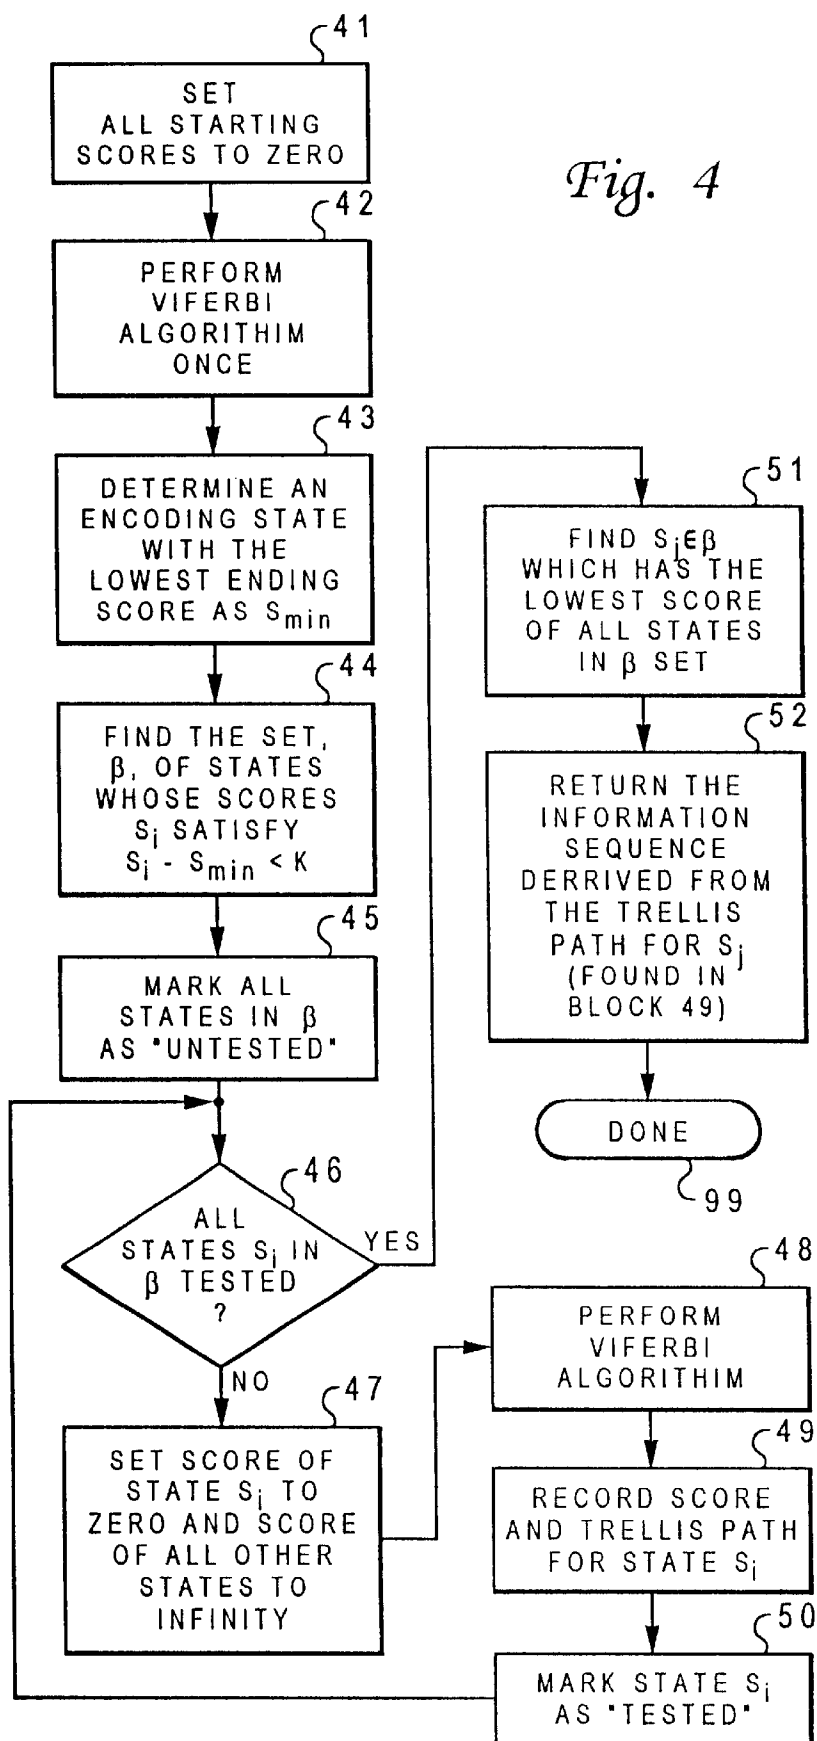 41
SET
ALL STARTING
SCORES TO ZERO
Fig. 4
42
PERFORM
VIFERBI
ALGORITHIM
ONCE
43
DETERMINE AN
ENCODING STATE
WITH THE
LOWEST ENDING
SCORE AS Smin
44
FIND THE SET,
β, OF STATES
WHOSE SCORES
Si SATISFY
Si - Smin < K
45
MARK ALL
STATES IN β
AS "UNTESTED"
46
ALL
STATES Si IN
β TESTED
?
YES
NO
47
SET SCORE OF
STATE Si TO
ZERO AND SCORE
OF ALL OTHER
STATES TO
INFINITY
48
PERFORM
VIFERBI
ALGORITHIM
49
RECORD SCORE
AND TRELLIS PATH
FOR STATE Si
50
MARK STATE Si
AS "TESTED"
51
FIND Sj∈β
WHICH HAS THE
LOWEST SCORE
OF ALL STATES
IN β SET
52
RETURN THE
INFORMATION
SEQUENCE
DERRIVED FROM
THE TRELLIS
PATH FOR Sj
(FOUND IN
BLOCK 49)
DONE
99